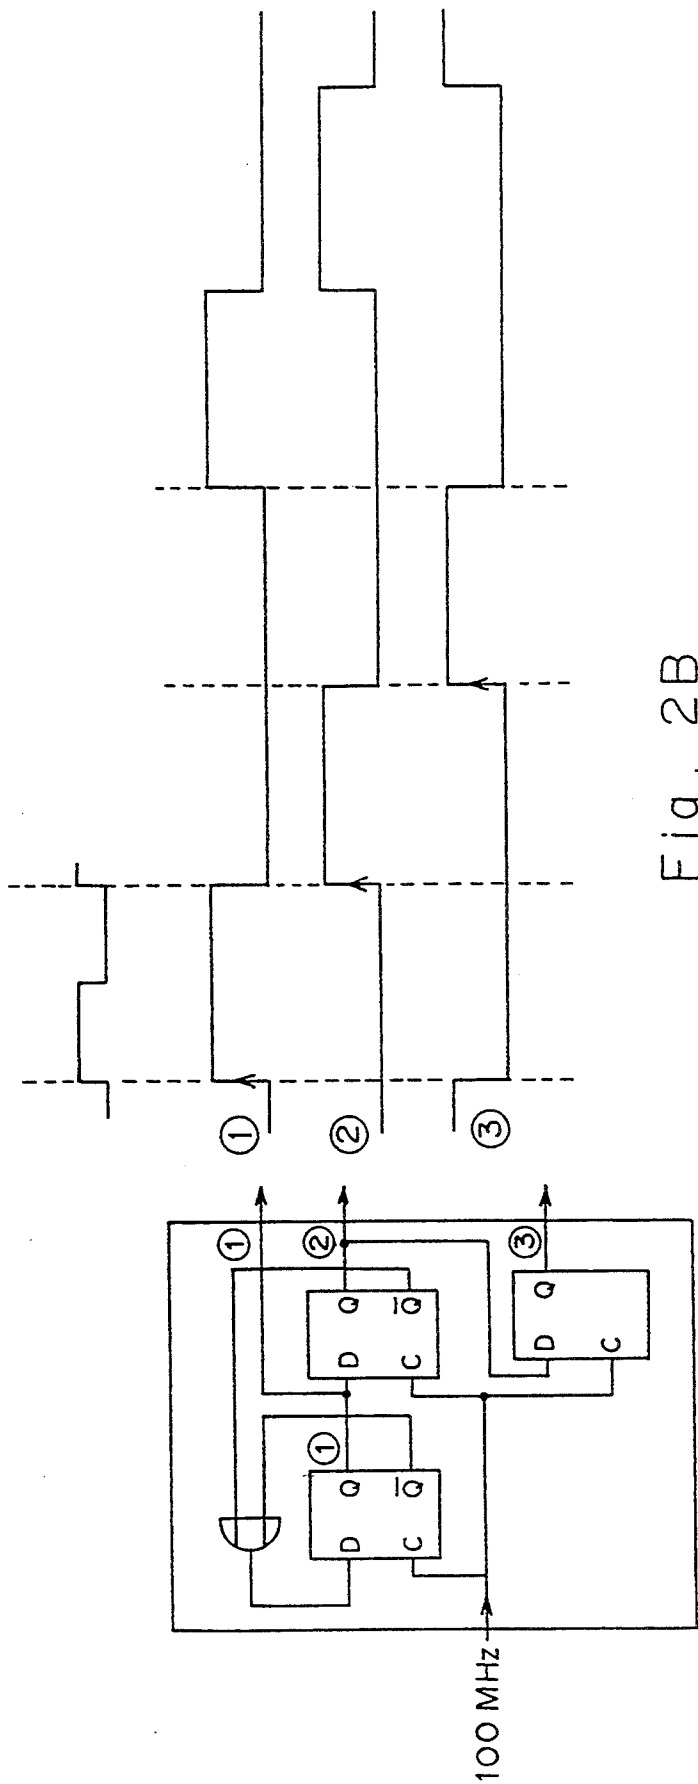 ① ①
① ② ②
D Q D Q
C Q̄ C Q̄
100 MHz ③
③
D Q
C
Fig. 2B